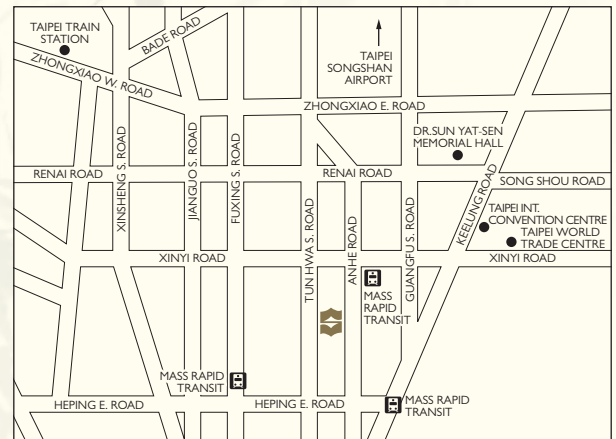 TAIPEI TRAIN
STATION
BADE ROAD
ZHONGXIAO W. ROAD
TAIPEI
SONGSHAN
AIRPORT
ZHONGXIAO E. ROAD
DR.SUN YAT-SEN
MEMORIAL HALL
XINSHENG S. ROAD
JIANGUO S. ROAD
FUXING S. ROAD
RENAI ROAD
RENAI ROAD
SONG SHOU ROAD
KEELUNG ROAD
TUN HWA S. ROAD
ANHE ROAD
GUANGFU S. ROAD
TAIPEI INT.
CONVENTION CENTRE
TAIPEI WORLD
TRADE CENTRE
XINYI ROAD
XINYI ROAD
MASS
RAPID
TRANSIT
MASS RAPID
TRANSIT
HEPING E. ROAD
HEPING E. ROAD
MASS RAPID
TRANSIT